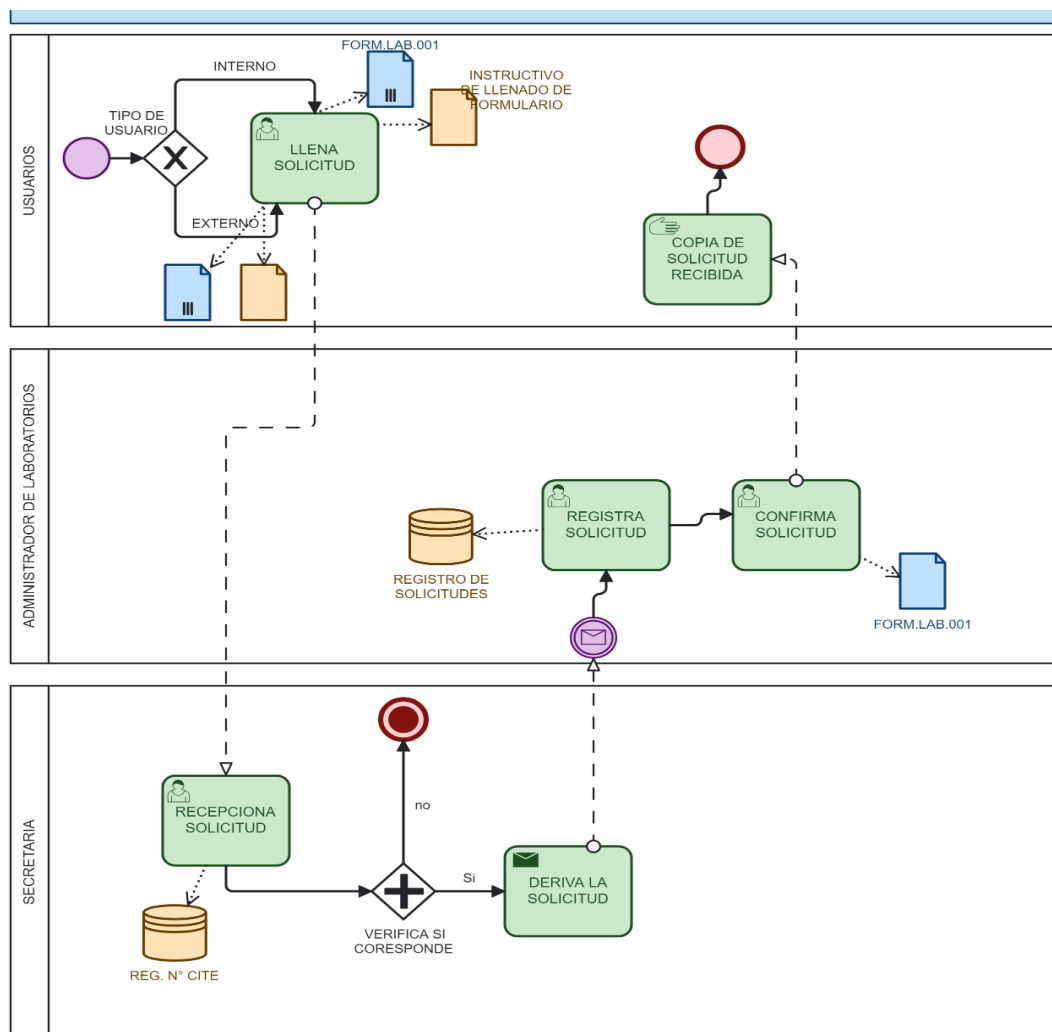 USUARIOS
FORM.LAB.001
INTERNO
INSTRUCTIVO
DE LLENADO DE
FORMULARIO
TIPO DE
USUARIO
LLENA
SOLICITUD
EXTERNO
COPIA DE
SOLICITUD
RECIBIDA
ADMINISTRADOR DE LABORATORIOS
REGISTRA
SOLICITUD
CONFIRMA
SOLICITUD
REGISTRO DE
SOLICITUDES
FORM.LAB.001
SECRETARIA
RECEPCIONA
SOLICITUD
no
Si
DERIVA LA
SOLICITUD
VERIFICA SI
CORESPONDE
REG. N° CITE